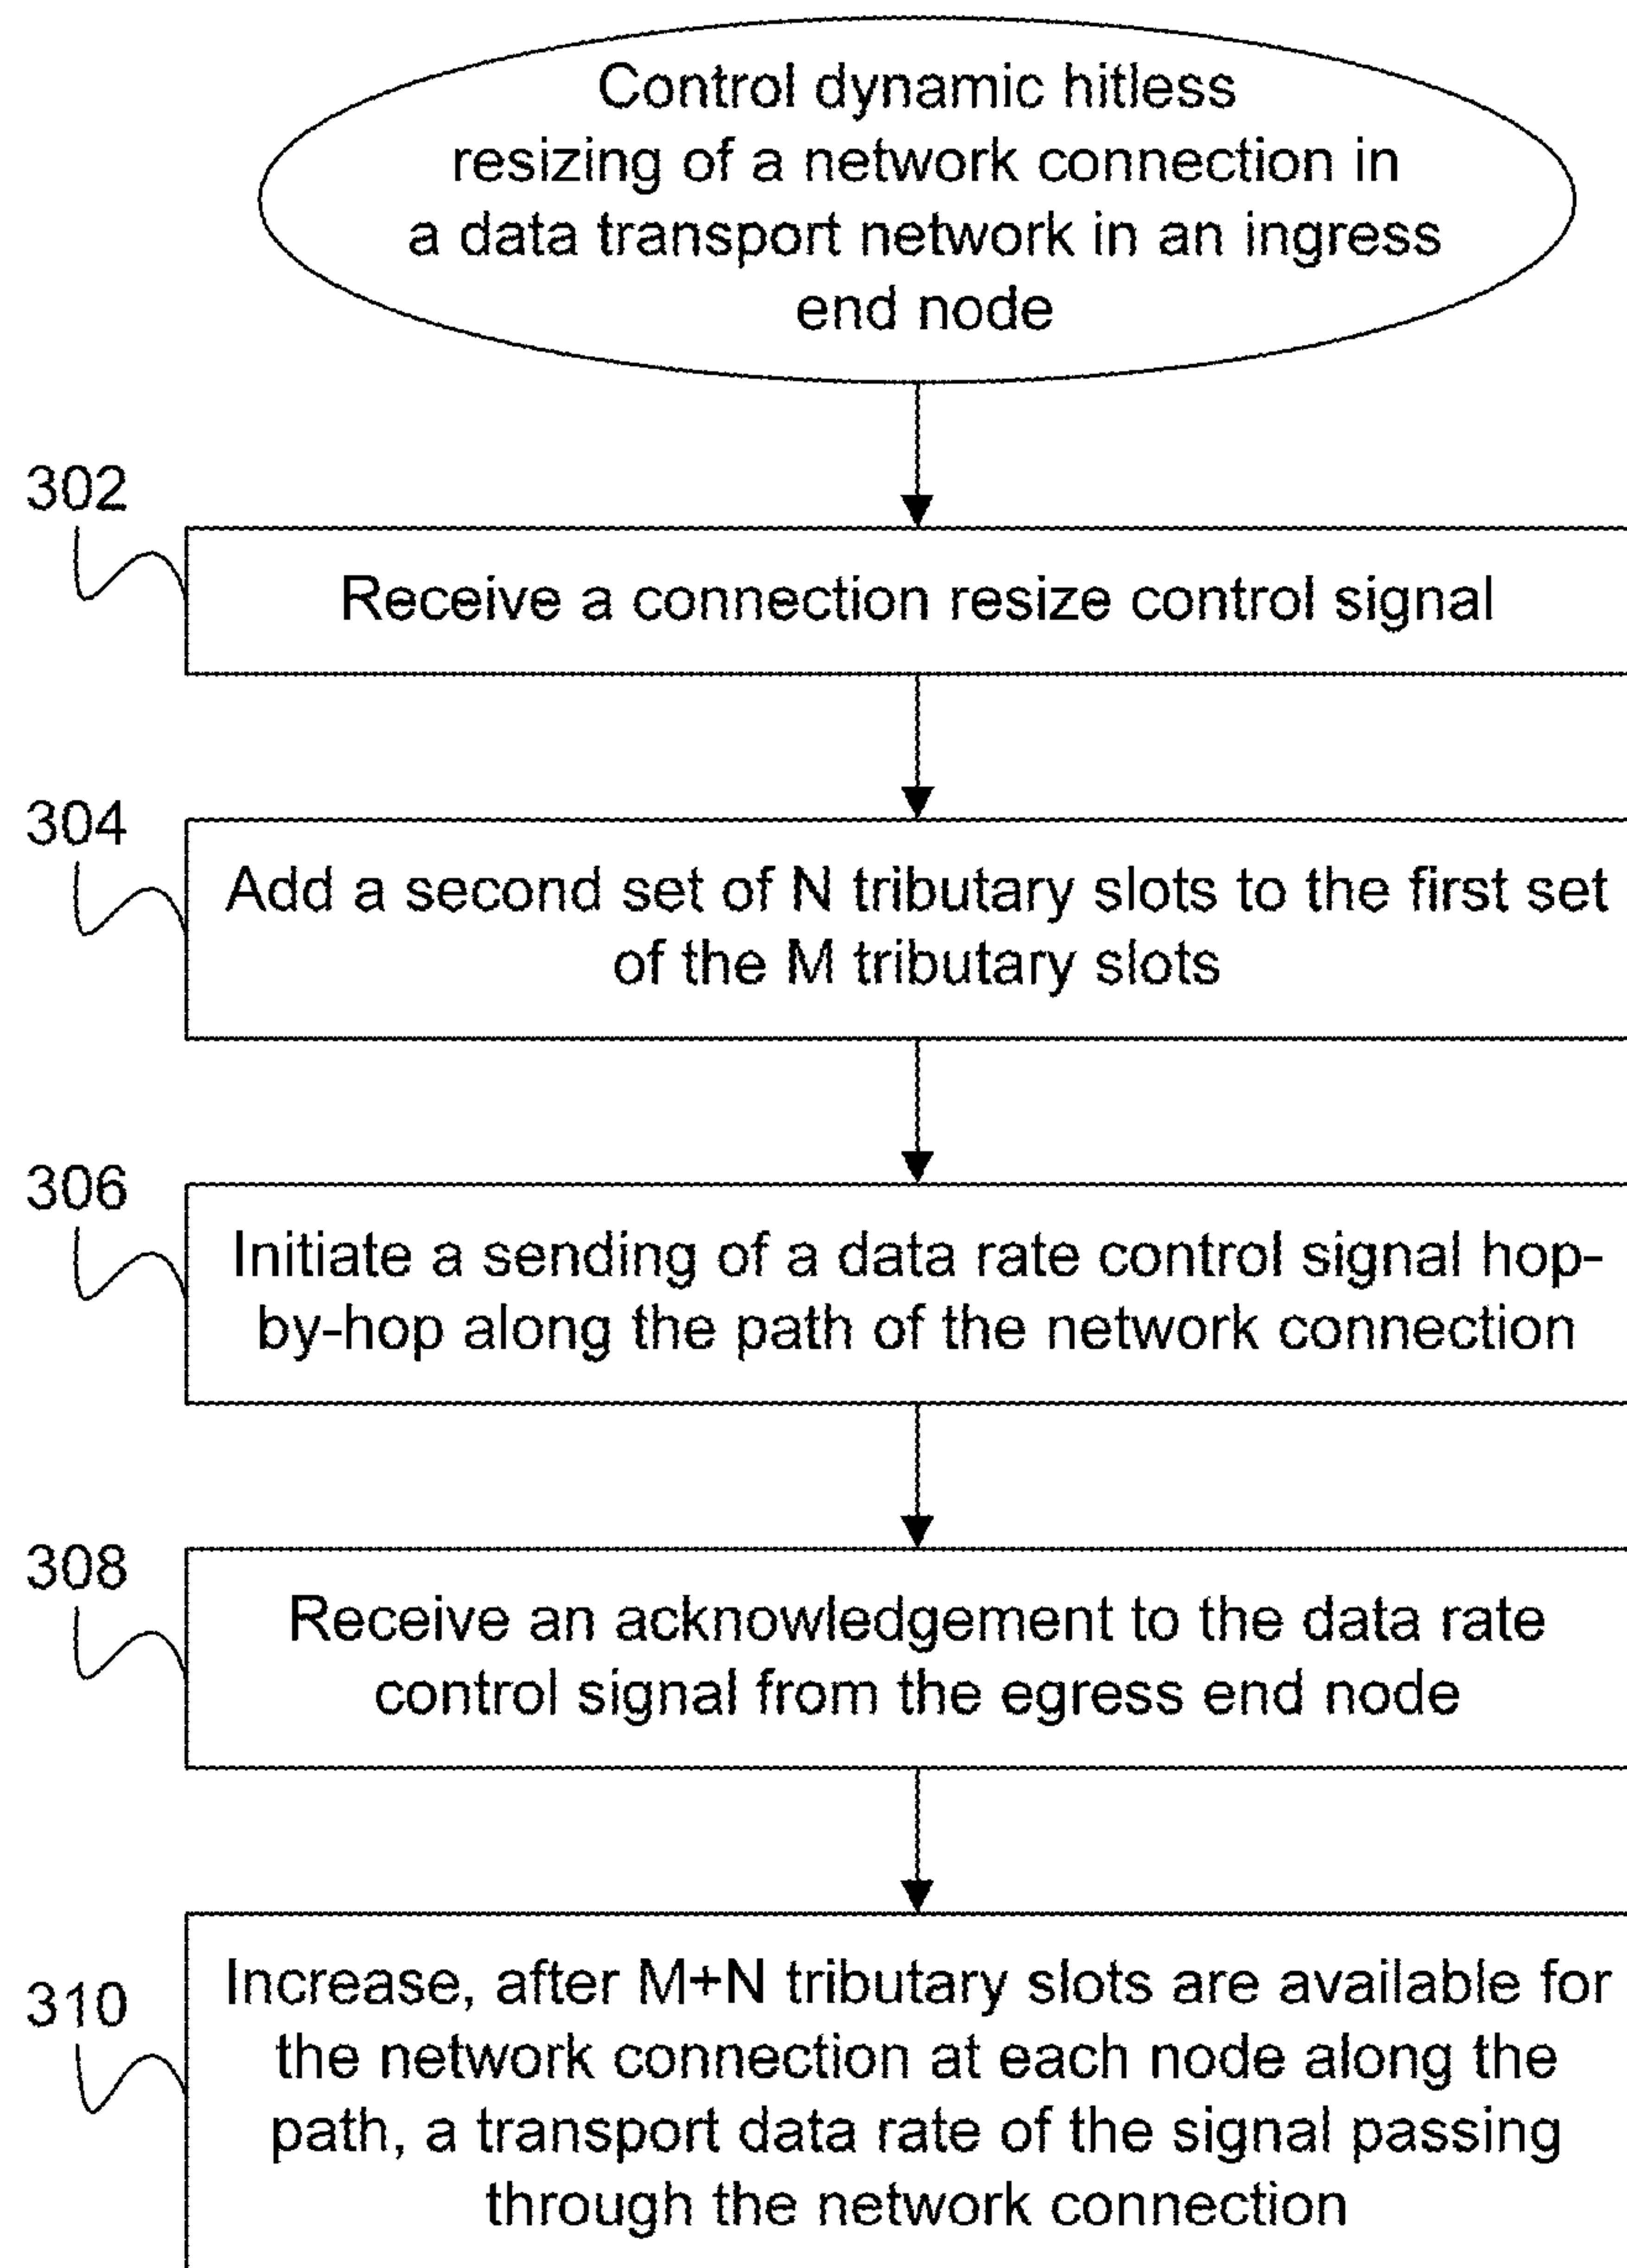 Control dynamic hitless
resizing of a network connection in
a data transport network in an ingress
end node
302
Receive a connection resize control signal
304
Add a second set of N tributary slots to the first set
of the M tributary slots
306
Initiate a sending of a data rate control signal hop-
by-hop along the path of the network connection
308
Receive an acknowledgement to the data rate
control signal from the egress end node
310
Increase, after M+N tributary slots are available for
the network connection at each node along the
path, a transport data rate of the signal passing
through the network connection